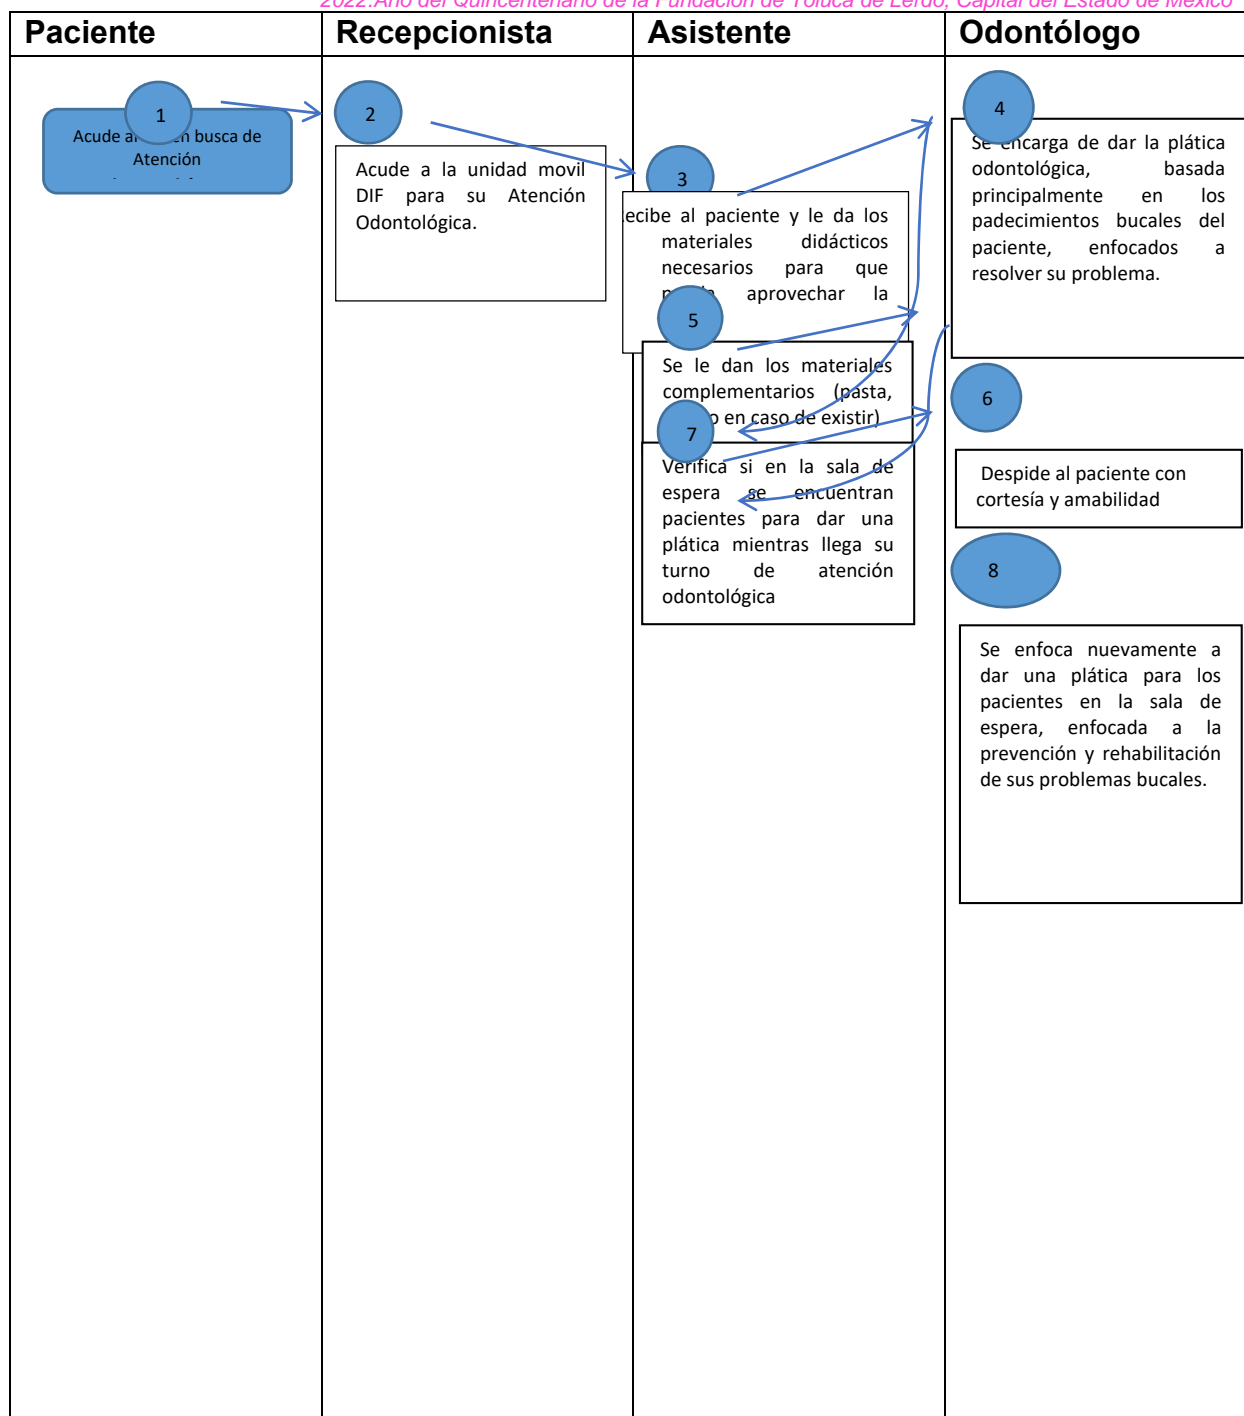 2022.Año del Quincentenario de la Fundación de Toluca de Lerdo, Capital del Estado de México
Paciente
Recepcionista
Asistente
Odontólogo
1
Acude busca de
Atención
2
Acude a la unidad movil
DIF para su Atención
Odontológica.
3
ecibe al paciente y le da los
materiales didácticos
necesarios para que
aprovechar la
4
Se encarga de dar la plática
odontológica, basada
principalmente en los
padecimientos bucales del
paciente, enfocados a
resolver su problema.
5
Se le dan los materiales
complementarios (pasta,
en caso de existir)
6
Despide al paciente con
cortesía y amabilidad
7
Verifica si en la sala de
espera se encuentran
pacientes para dar una
plática mientras llega su
turno de atención
odontológica
8
Se enfoca nuevamente a
dar una plática para los
pacientes en la sala de
espera, enfocada a la
prevención y rehabilitación
de sus problemas bucales.